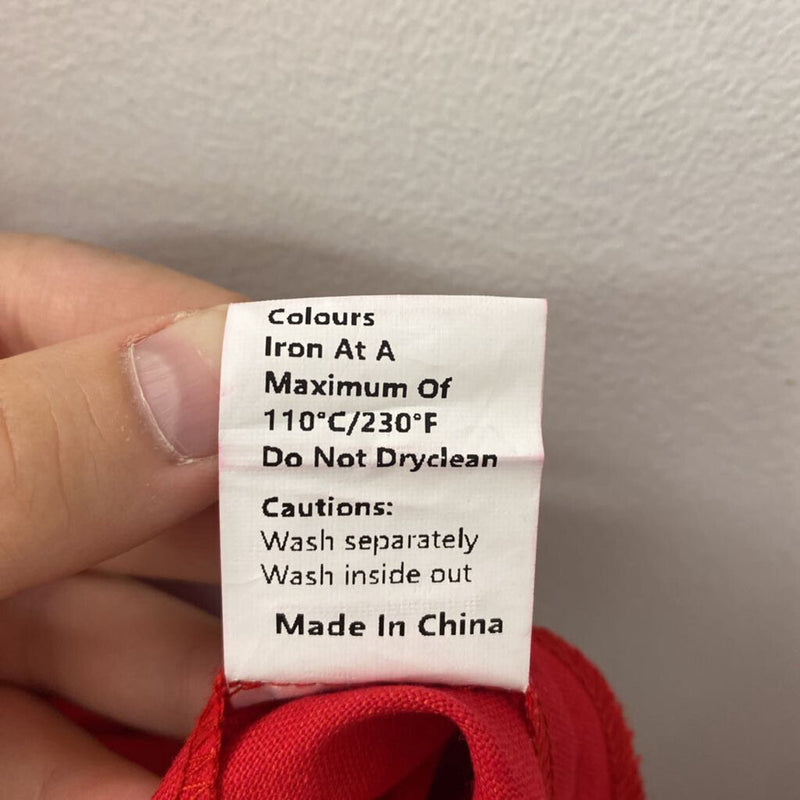 Colours
Iron At A
Maximum Of
110°C/230°F
Do Not Dryclean
Cautions:
Wash separately
Wash inside out
Made In China